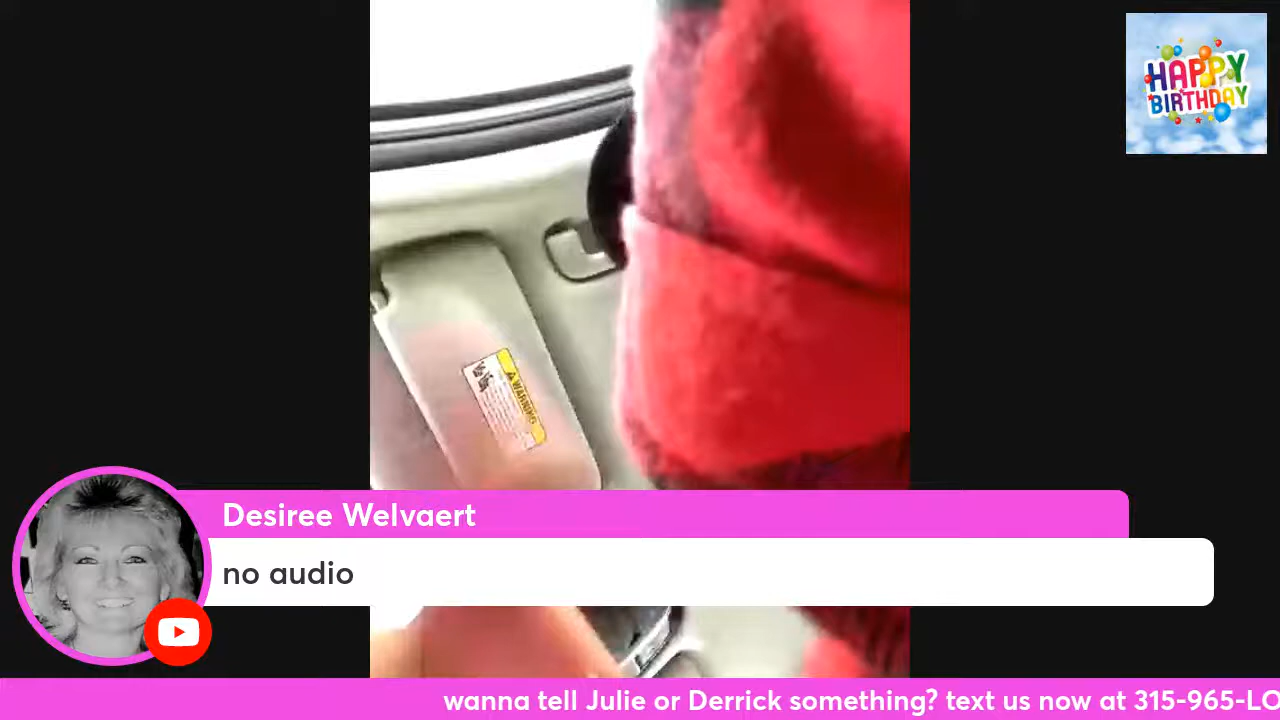 HAPPY
BIRTHDAY
WARNING
Desiree Welvaert
no audio
wanna tell Julie or Derrick something? text us now at 315-965-LO